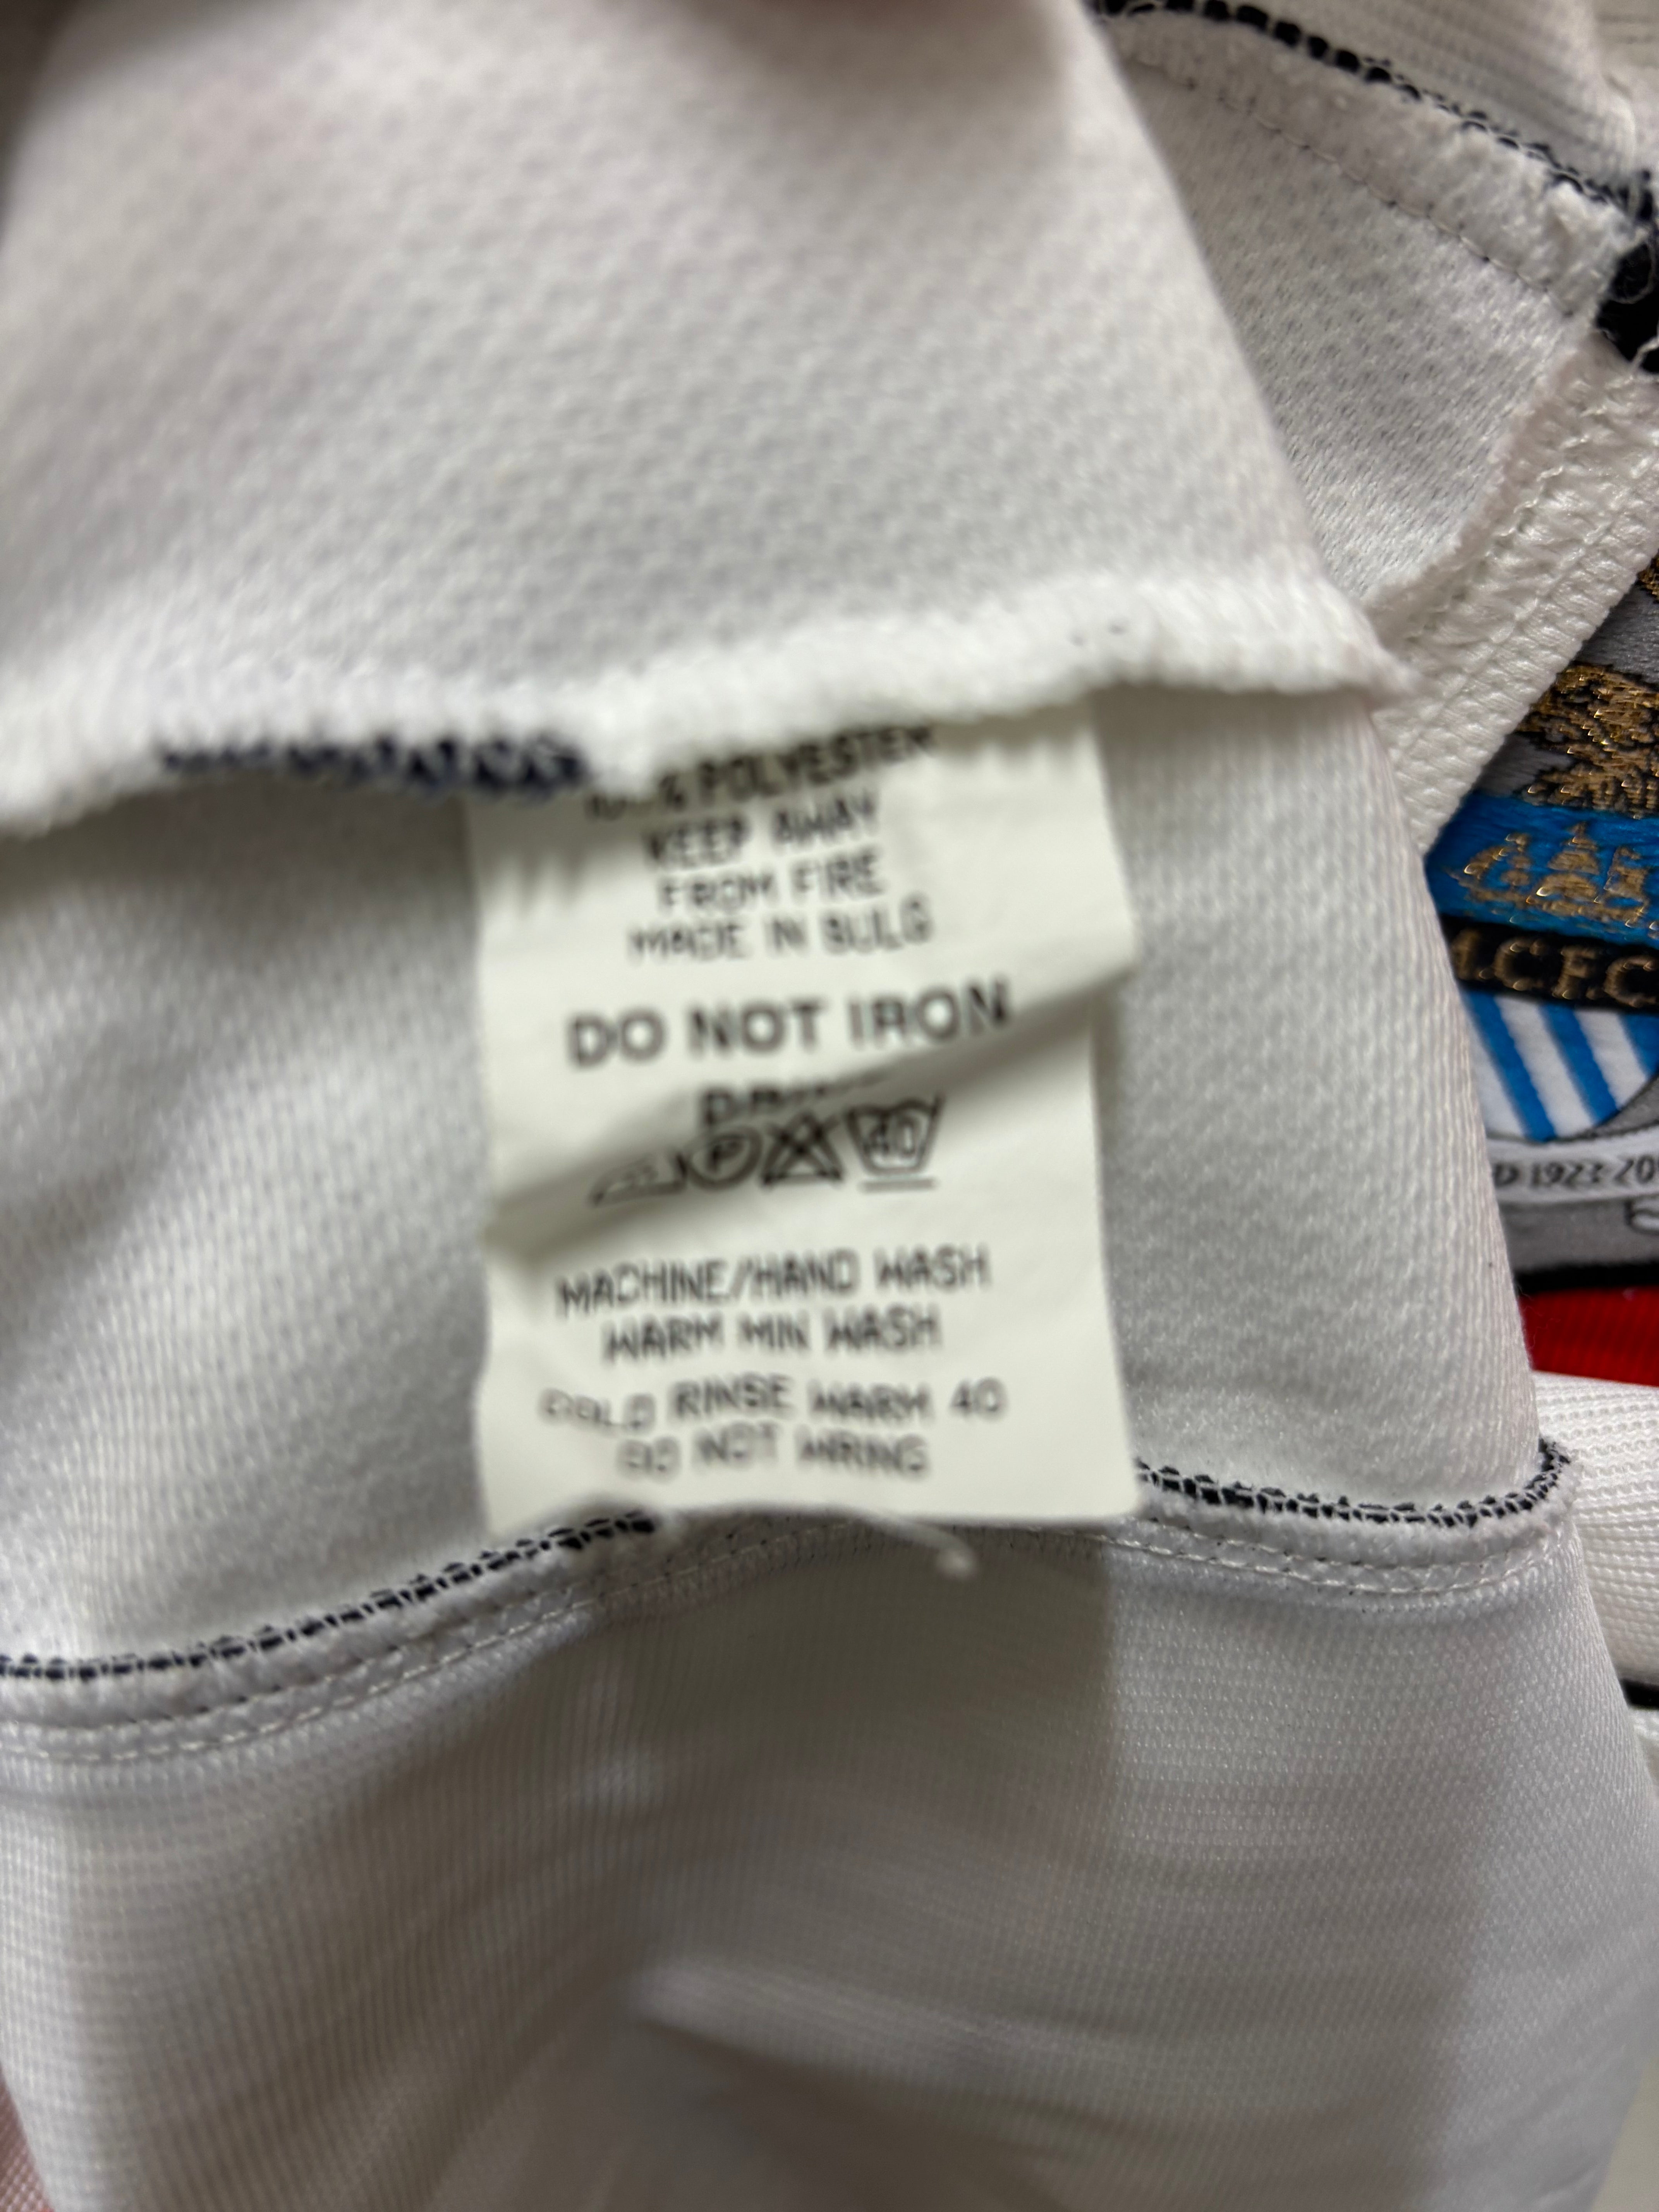 POLYESTER
KEEP AWAY
FROM FIRE
MADE IN BULG
DO NOT IRON
40
MACHINE/HAND WASH
WARM MIN WASH
COLD RINSE WARM 40
DO NOT WRING
M.C.F.C
1923-20